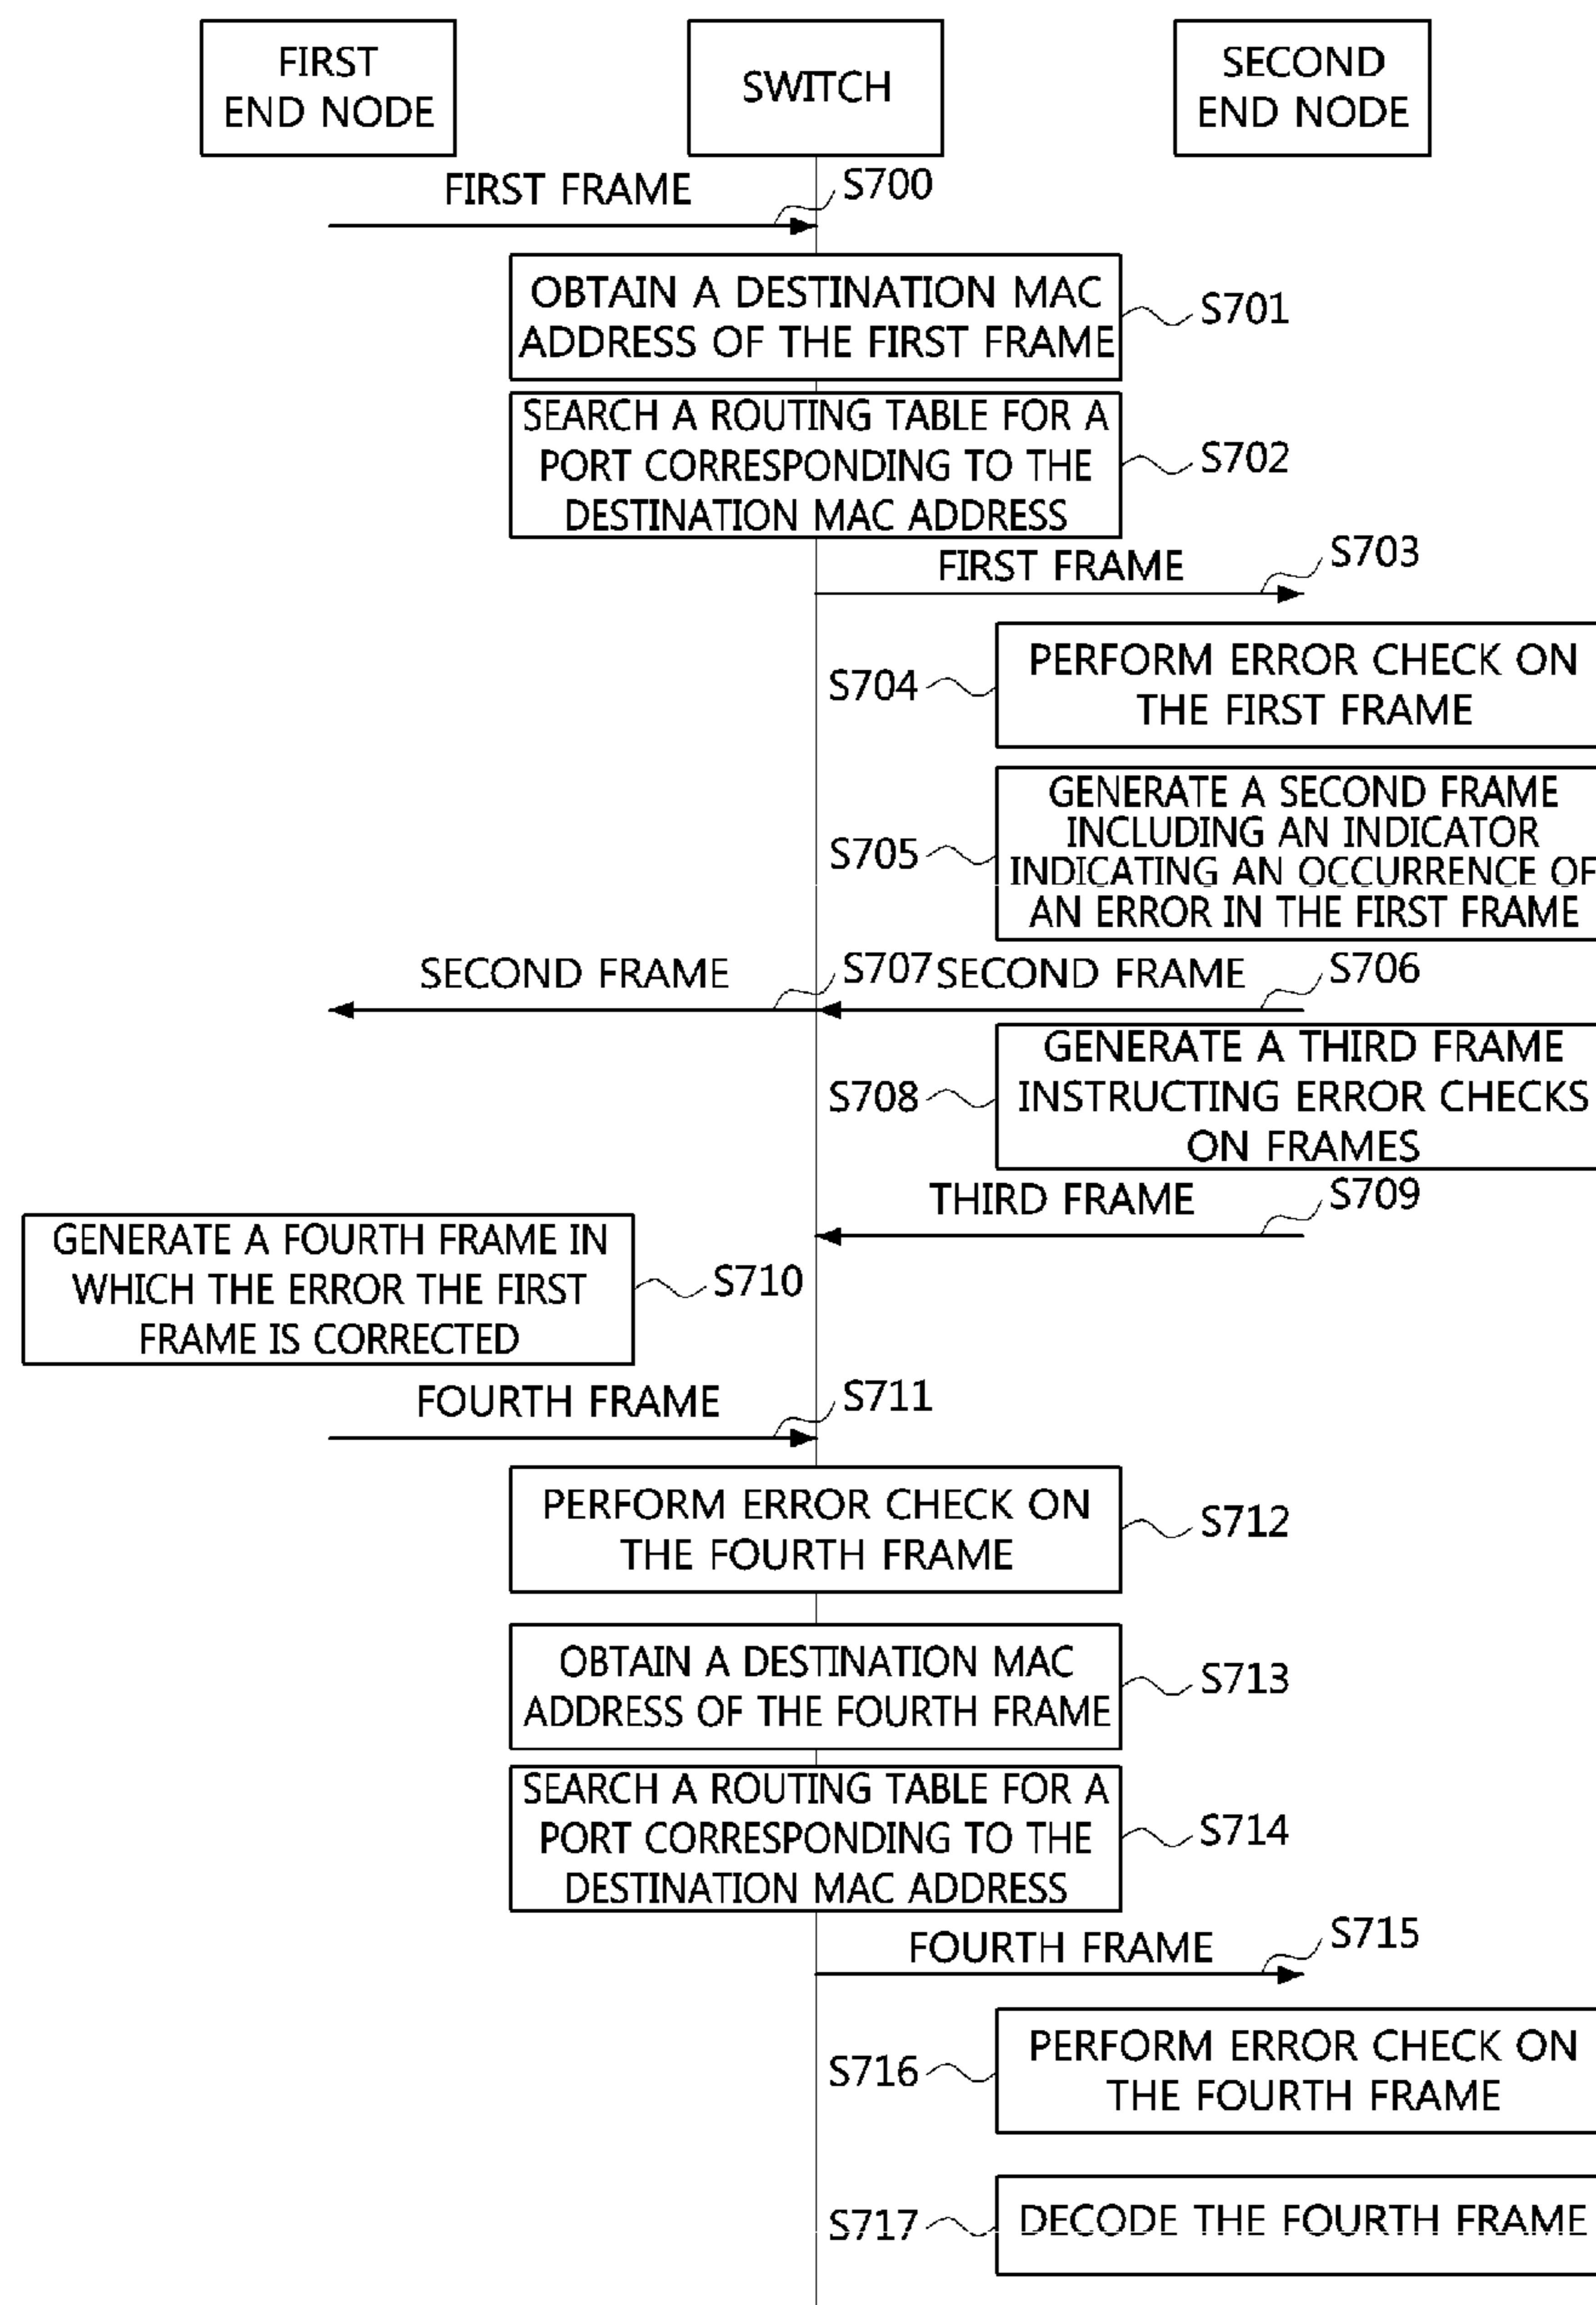 FIRST
END NODE
SWITCH
SECOND
END NODE
FIRST FRAME
S700
OBTAIN A DESTINATION MAC
ADDRESS OF THE FIRST FRAME
S701
SEARCH A ROUTING TABLE FOR A
PORT CORRESPONDING TO THE
DESTINATION MAC ADDRESS
S702
FIRST FRAME
S703
S704
PERFORM ERROR CHECK ON
THE FIRST FRAME
S705
GENERATE A SECOND FRAME
INCLUDING AN INDICATOR
INDICATING AN OCCURRENCE OF
AN ERROR IN THE FIRST FRAME
SECOND FRAME
S707
SECOND FRAME
S706
S708
GENERATE A THIRD FRAME
INSTRUCTING ERROR CHECKS
ON FRAMES
THIRD FRAME
S709
GENERATE A FOURTH FRAME IN
WHICH THE ERROR THE FIRST
FRAME IS CORRECTED
S710
FOURTH FRAME
S711
PERFORM ERROR CHECK ON
THE FOURTH FRAME
S712
OBTAIN A DESTINATION MAC
ADDRESS OF THE FOURTH FRAME
S713
SEARCH A ROUTING TABLE FOR A
PORT CORRESPONDING TO THE
DESTINATION MAC ADDRESS
S714
FOURTH FRAME
S715
S716
PERFORM ERROR CHECK ON
THE FOURTH FRAME
S717
DECODE THE FOURTH FRAME